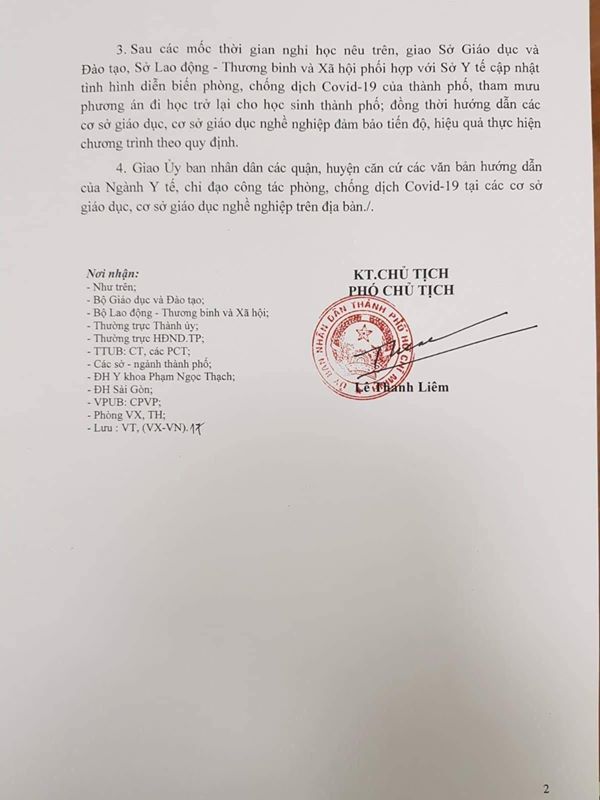 3. Sau các mốc thời gian nghỉ học nêu trên, giao Sở Giáo dục và
Đào tạo, Sở Lao động - Thương binh và Xã hội phối hợp với Sở Y tế cập nhật
tình hình diễn biến phòng, chống dịch Covid-19 của thành phố, tham mưu
phương án đi học trở lại cho học sinh thành phố; đồng thời hướng dẫn các
cơ sở giáo dục, cơ sở giáo dục nghề nghiệp đảm bảo tiến độ, hiệu quả thực hiện
chương trình theo quy định.
4. Giao Ủy ban nhân dân các quận, huyện căn cứ các văn bản hướng dẫn
của Ngành Y tế, chỉ đạo công tác phòng, chống dịch Covid-19 tại các cơ sở
giáo dục, cơ sở giáo dục nghề nghiệp trên địa bàn./.
Nơi nhận:
- Như trên;
- Bộ Giáo dục và Đào tạo;
- Bộ Lao động - Thương binh và Xã hội;
- Thường trực Thành ủy;
- Thường trực HĐND.TP;
- TTUB: CT, các PCT;
- Các sở - ngành thành phố;
- ĐH Y khoa Phạm Ngọc Thạch;
- ĐH Sài Gòn;
- VPUB: CPVP;
- Phòng VX, TH;
- Lưu : VT, (VX-VN).
KT.CHỦ TỊCH
PHÓ CHỦ TỊCH
ỦY BAN NHÂN DÂN THÀNH PHỐ HỒ CHÍ MINH
Lê Thanh Liêm
2